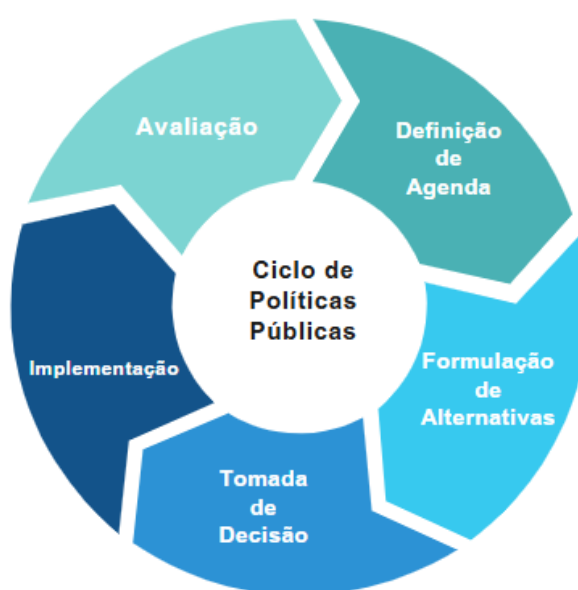 Avaliação
Definição
de
Agenda
Ciclo de
Políticas
Públicas
Formulação
de
Alternativas
Implementação
Tomada
de
Decisão